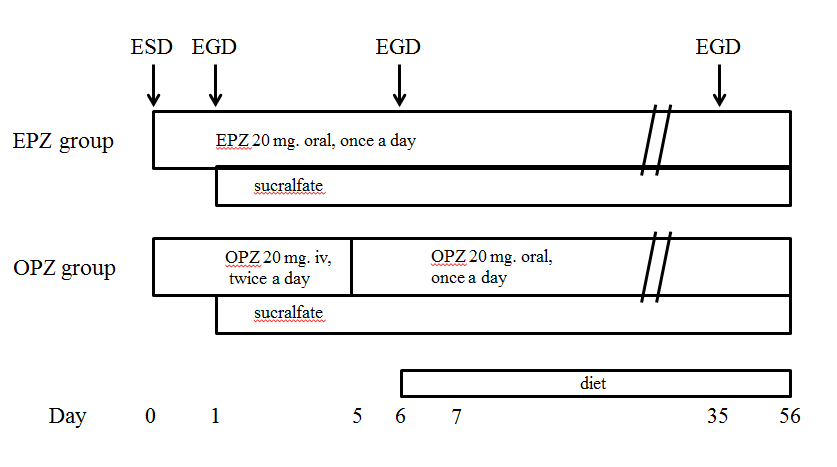 ESD EGD EGD EGD
EPZ group
EPZ 20 mg. oral, once a day
sucralfate
OPZ group
OPZ 20 mg. iv,
twice a day
OPZ 20 mg. oral,
once a day
sucralfate
diet
Day 0 1 5 6 7 35 56